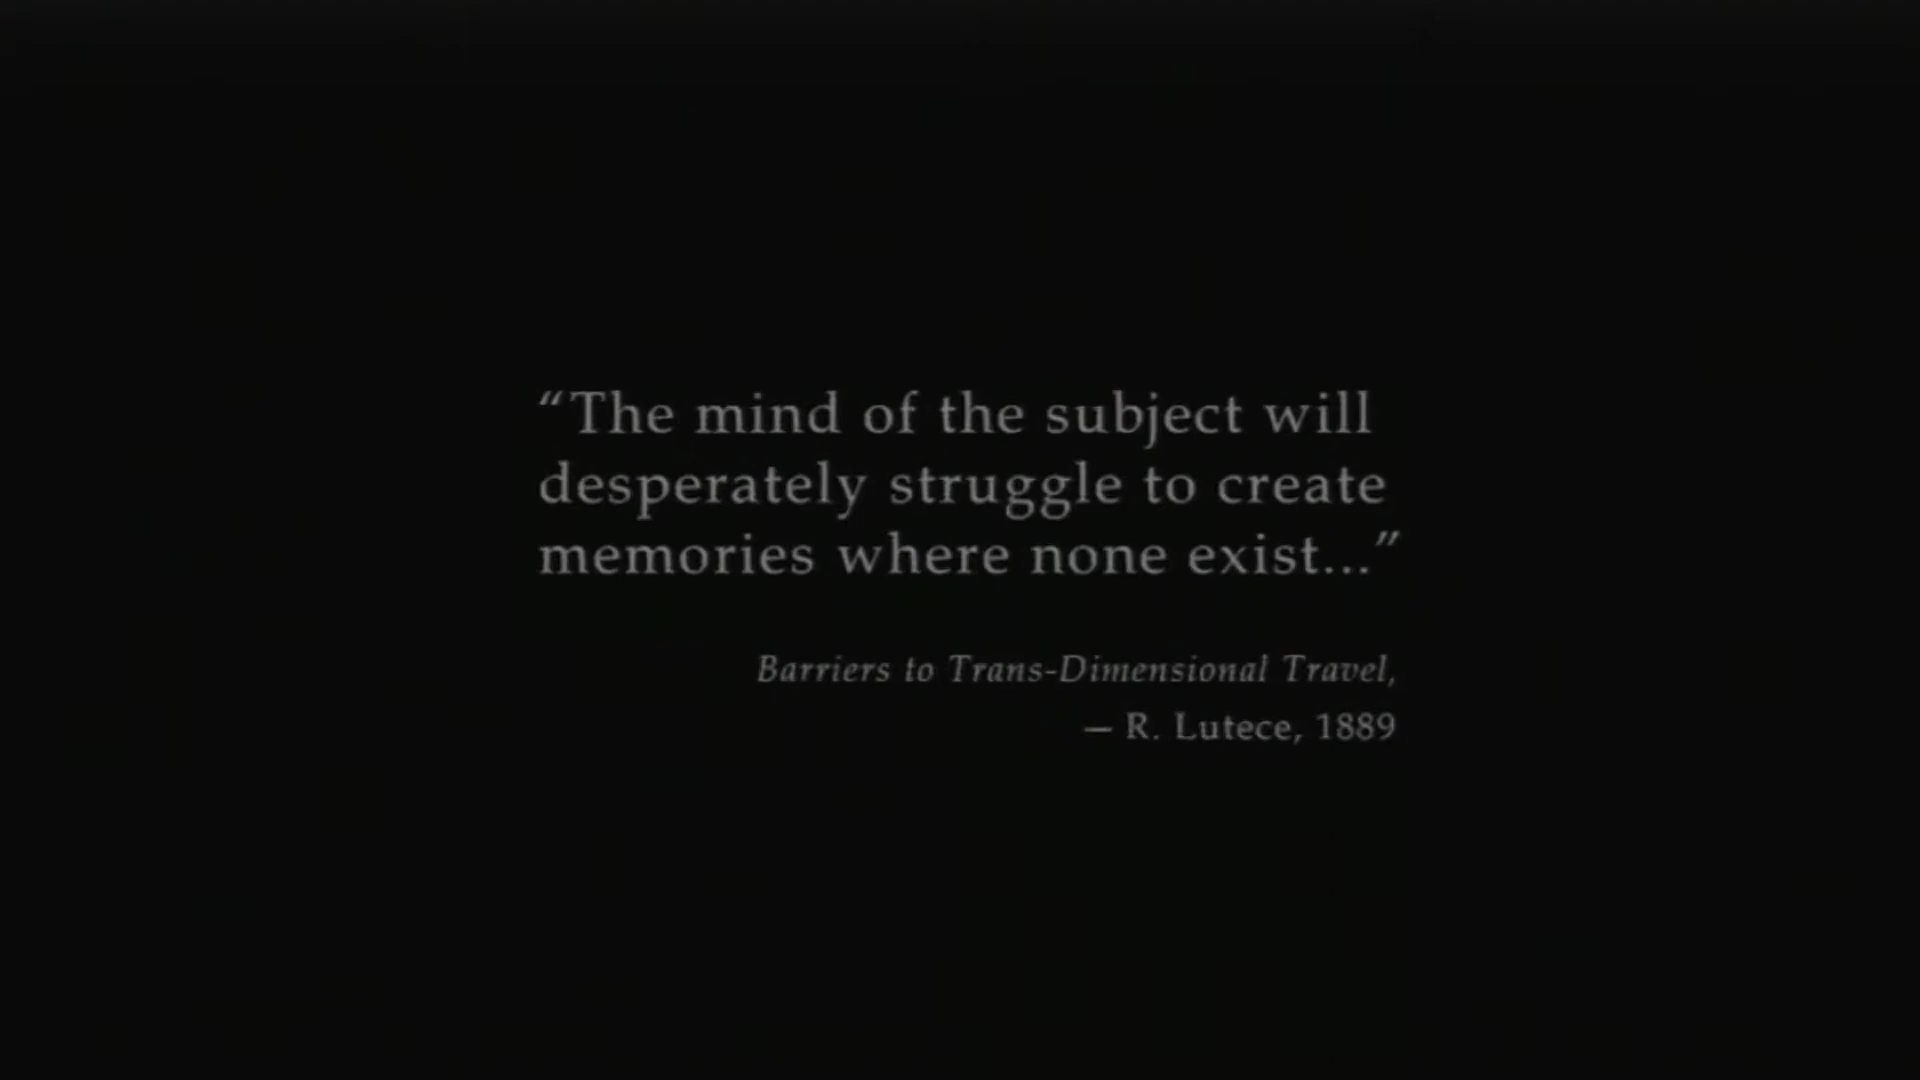 “The mind of the subject will
desperately struggle to create
memories where none exist...”
Barriers to Trans-Dimensional Travel,
— R. Lutece, 1889